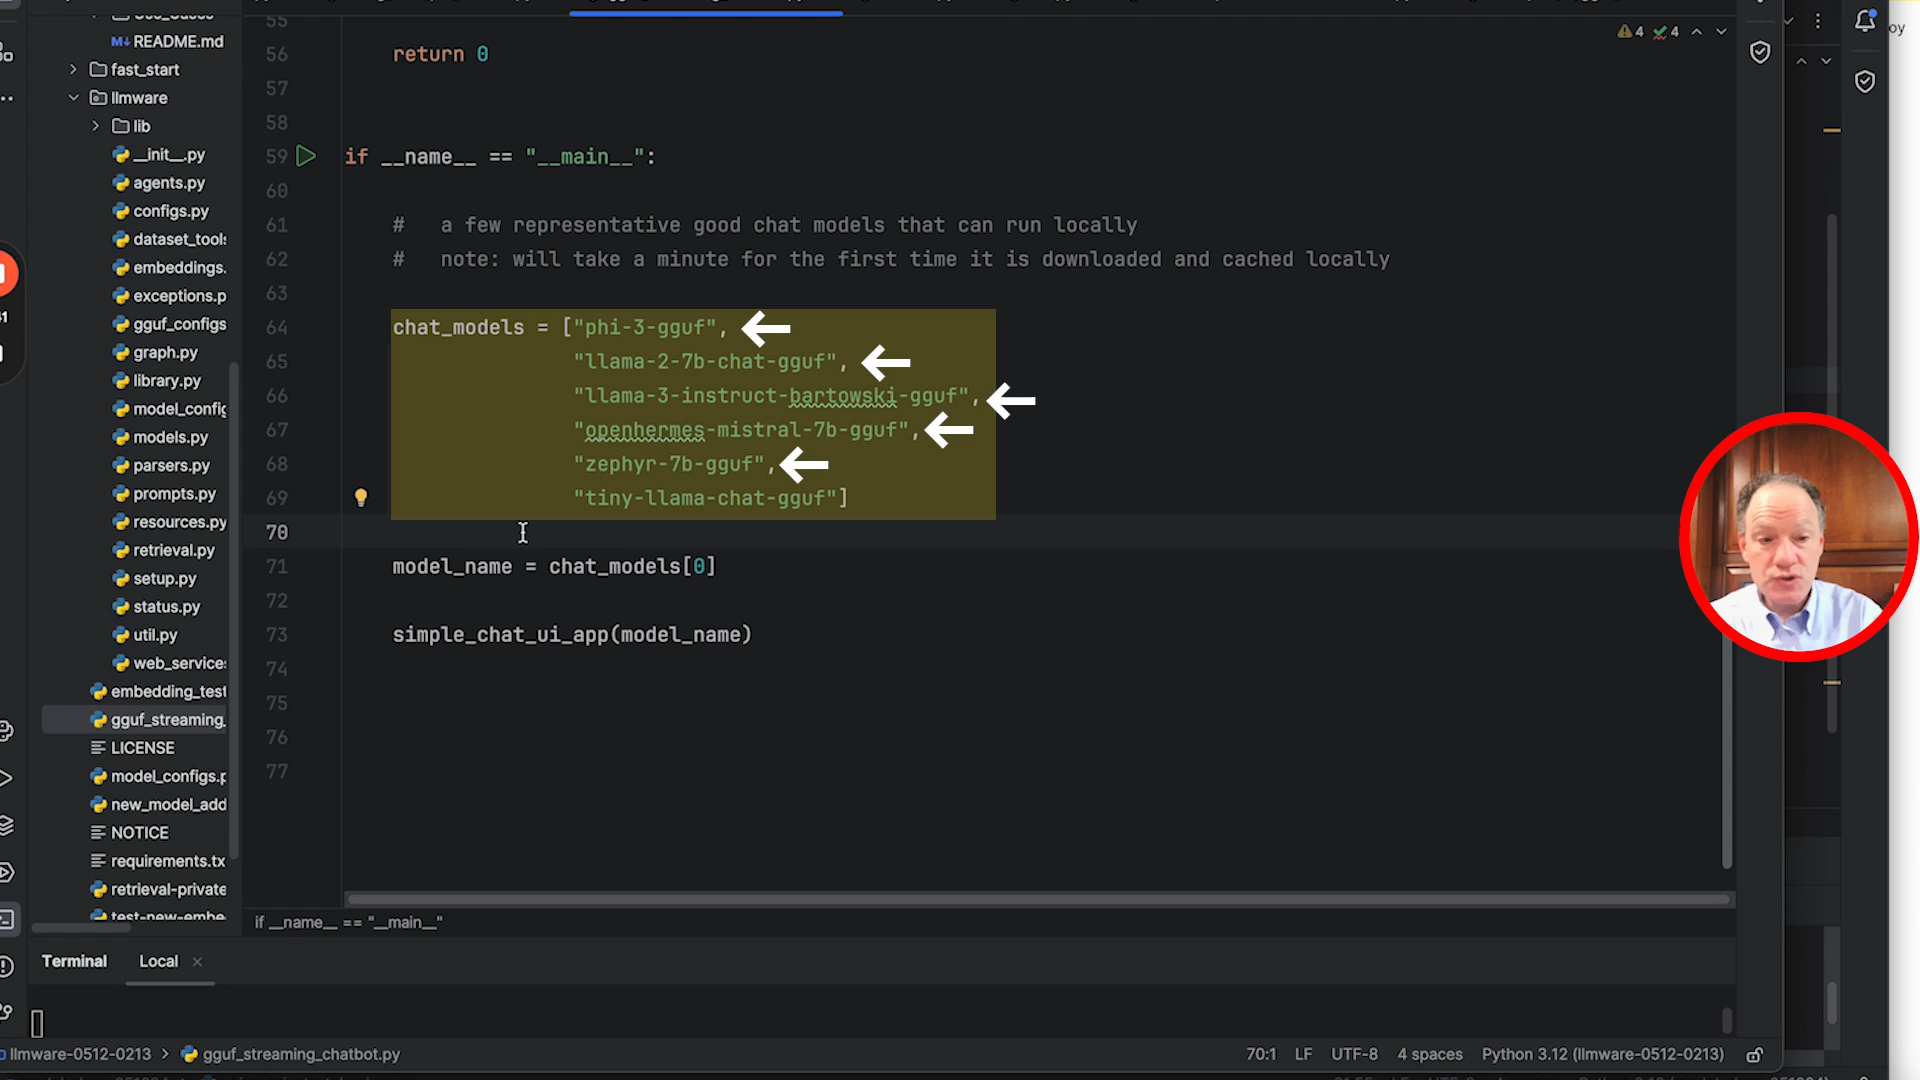 README.md
fast_start
llmware
lib
__init__.py
agents.py
configs.py
dataset_tools
embeddings.
exceptions.p
gguf_configs
graph.py
library.py
model_config
models.py
parsers.py
prompts.py
resources.py
retrieval.py
setup.py
status.py
util.py
web_services
embedding_test
gguf_streaming_
LICENSE
model_configs.p
new_model_add
NOTICE
requirements.tx
retrieval-private
test-new-embe
55
56 return 0
57
58
59 if __name__ == "__main__":
60
61 # a few representative good chat models that can run locally
62 # note: will take a minute for the first time it is downloaded and cached locally
63
64 chat_models = ["phi-3-gguf",
65 "llama-2-7b-chat-gguf",
66 "llama-3-instruct-bartowski-gguf",
67 "openhermes-mistral-7b-gguf",
68 "zephyr-7b-gguf",
69 "tiny-llama-chat-gguf"]
70
71 model_name = chat_models[0]
72
73 simple_chat_ui_app(model_name)
74
75
76
77
4 4
if __name__ == "__main__"
Terminal Local ×
llmware-0512-0213 > gguf_streaming_chatbot.py 70:1 LF UTF-8 4 spaces Python 3.12 (llmware-0512-0213)